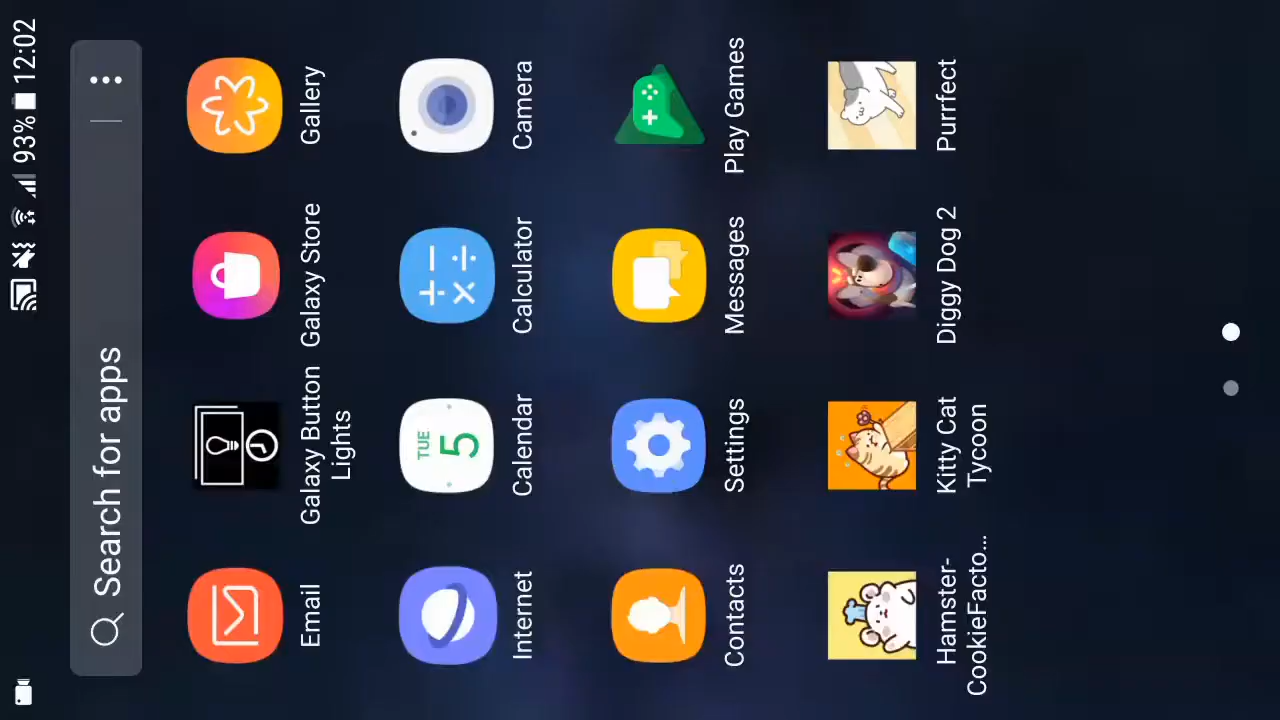 93% 12:02
Search for apps
Email
Galaxy Button
Lights
Galaxy Store
Gallery
Internet
TUE
5
Calendar
Calculator
Camera
Contacts
Settings
Messages
Play Games
Hamster-
CookieFacto...
Kitty Cat
Tycoon
Diggy Dog 2
Purrfect